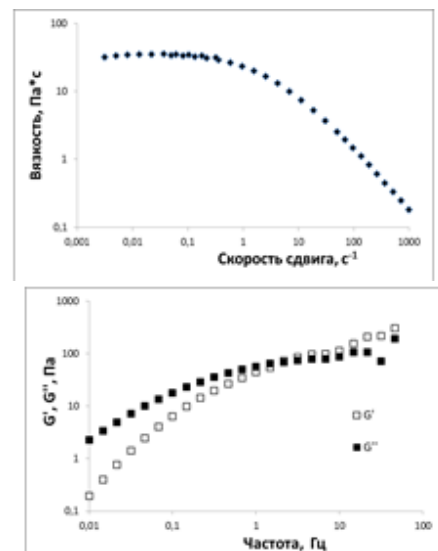 100
10
1
0,1
Вязкость, Па*с
0,001 0,01 0,1 1 10 100 1000
Скорость сдвига, с-1
1000
100
10
1
0,1
G', G'', Па
G'
G''
0,01 0,1 1 10 100
Частота, Гц